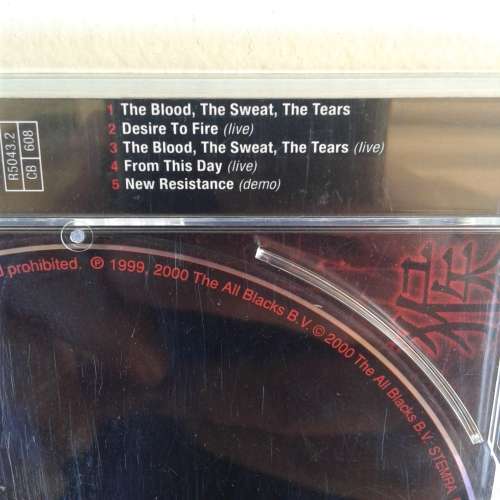 R5043.2
CB 608
1 The Blood, The Sweat, The Tears
2 Desire To Fire (live)
3 The Blood, The Sweat, The Tears (live)
4 From This Day (live)
5 New Resistance (demo)
prohibited. ℗ 1999, 2000 The All Blacks B.V. © 2000 The All Blacks B.V. STEMRA
猴